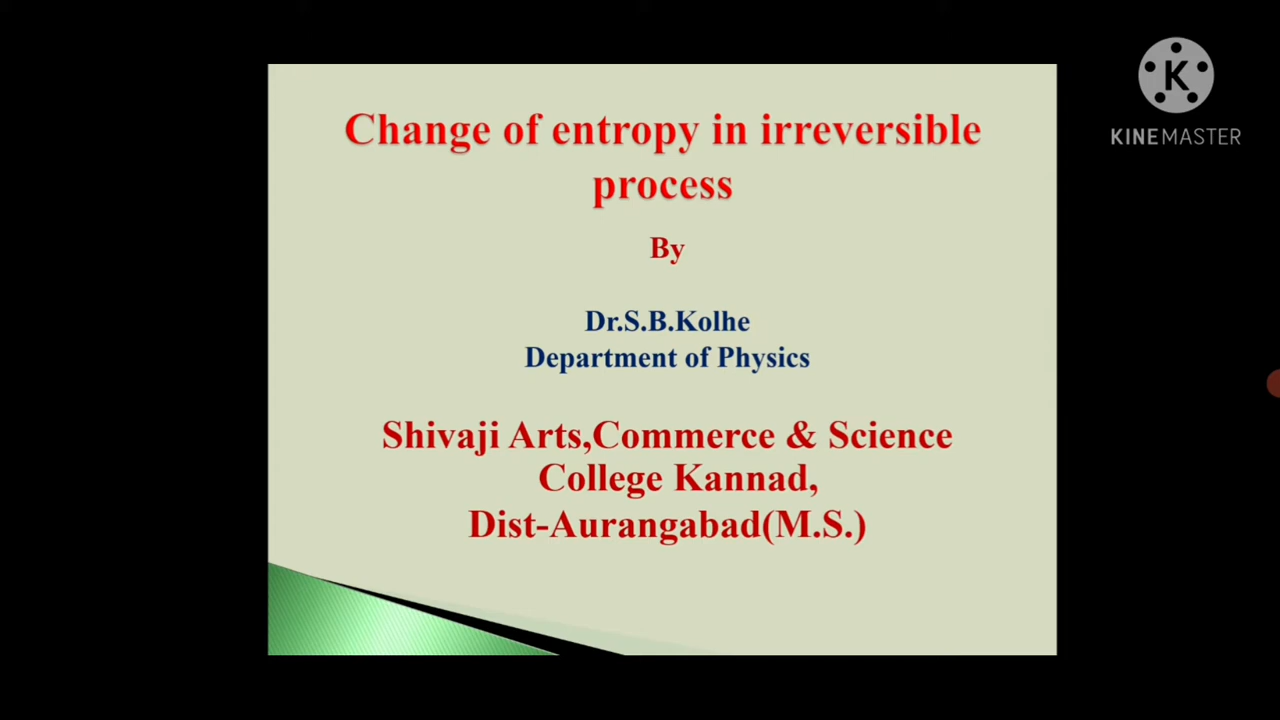 Change of entropy in irreversible
process
By
Dr.S.B.Kolhe
Department of Physics
Shivaji Arts,Commerce & Science
College Kannad,
Dist-Aurangabad(M.S.)
K
KINEMASTER